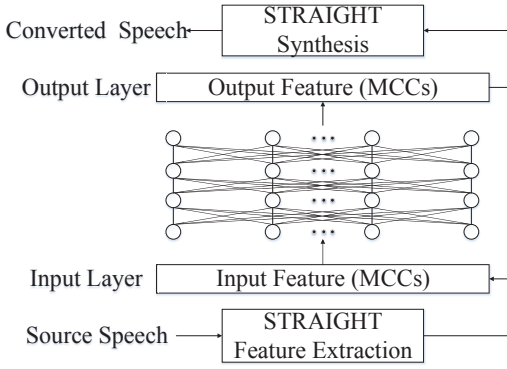 Converted Speech
STRAIGHT
Synthesis
Output Layer
Output Feature (MCCs)
...
...
...
...
Input Layer
Input Feature (MCCs)
Source Speech
STRAIGHT
Feature Extraction